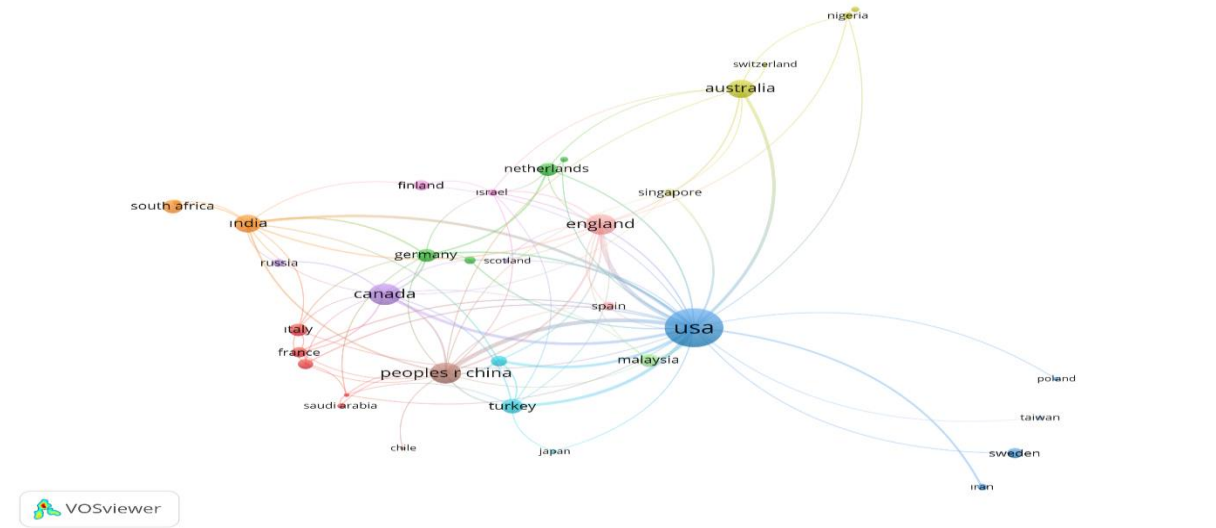 nigeria
switzerland
australia
netherlands
finland
israel
singapore
south africa
india
england
germany
scotland
russia
canada
spain
usa
italy
france
malaysia
peoples r china
poland
saudi arabia
turkey
taiwan
chile
japan
sweden
iran
VOSviewer